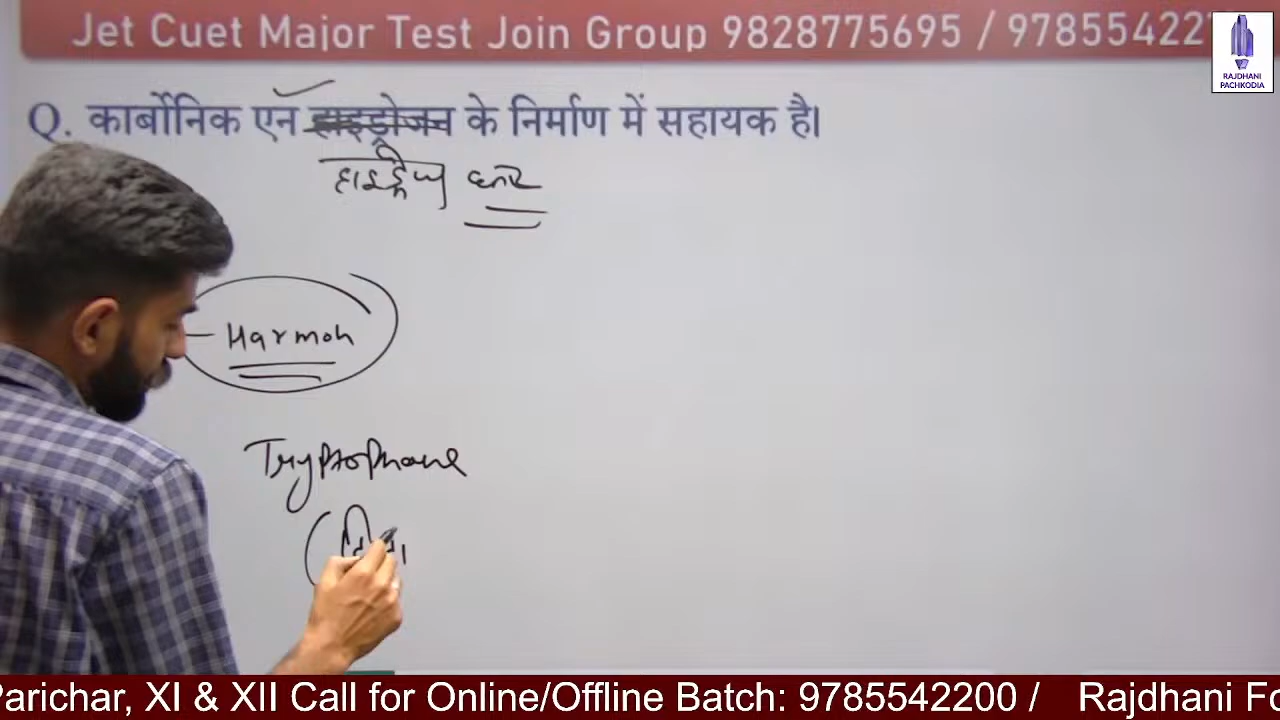 Jet Cuet Major Test Join Group 9828775695 / 97855422
RAJDHANI
PACHKODIA
Q. कार्बोनिक एन हाइड्रोजन के निर्माण में सहायक है।
– Harmon
Tryptophane
Parichar, XI & XII Call for Online/Offline Batch: 9785542200 / Rajdhani Fo